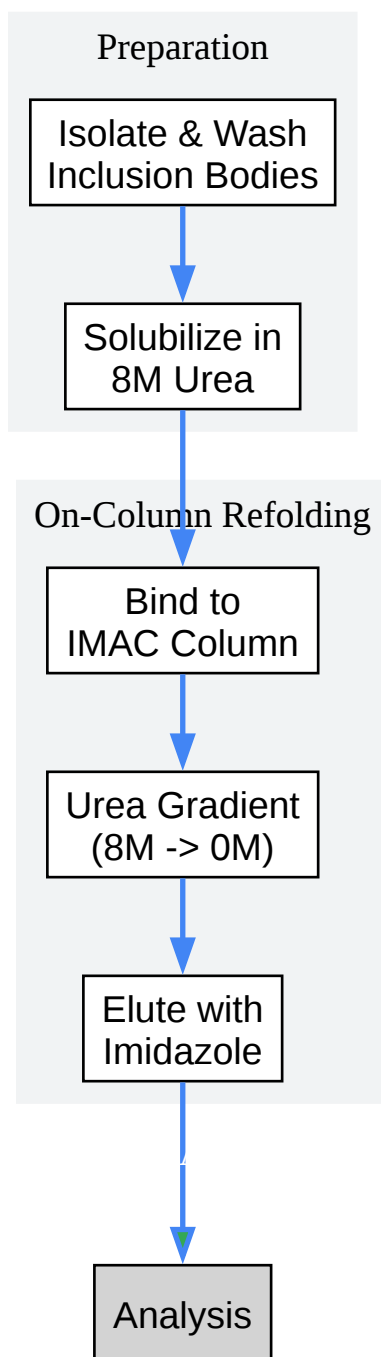 Preparation
Isolate & Wash
Inclusion Bodies
Solubilize in
8M Urea
On-Column Refolding
Bind to
IMAC Column
Urea Gradient
(8M -> 0M)
Elute with
Imidazole
Analysis